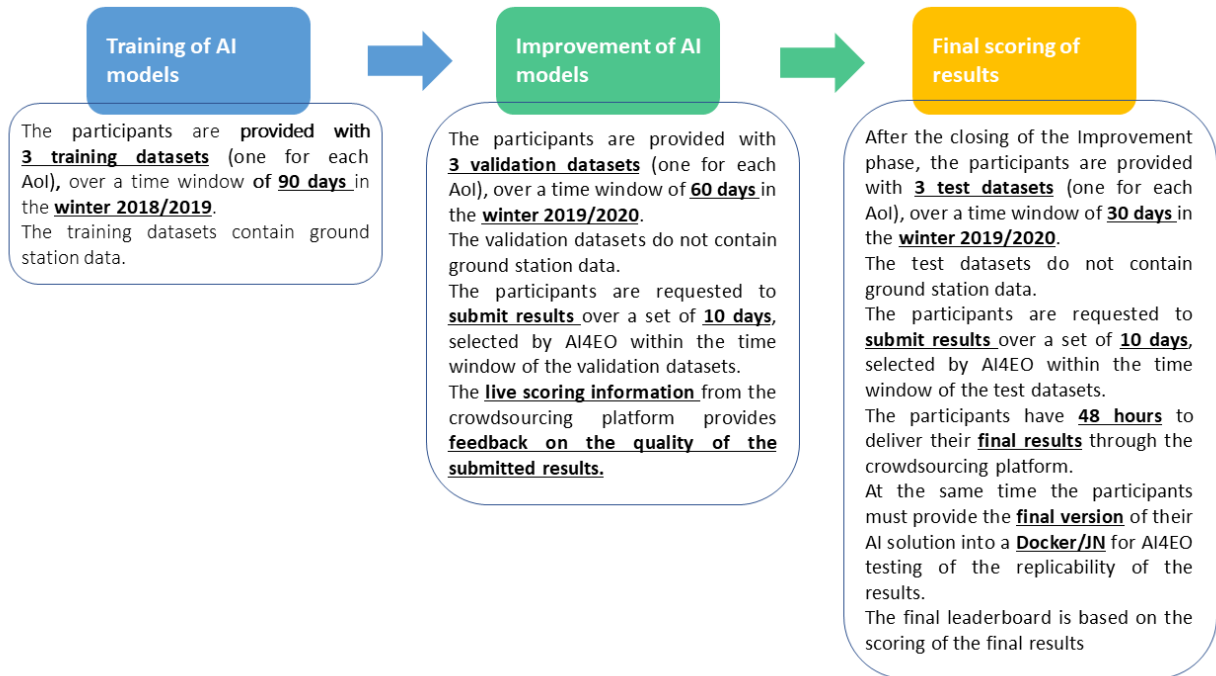 Training of AI
models
The participants are provided with
3 training datasets (one for each
AoI), over a time window of 90 days in
the winter 2018/2019.
The training datasets contain ground
station data.
Improvement of AI
models
The participants are provided with
3 validation datasets (one for each
AoI), over a time window of 60 days in
the winter 2019/2020.
The validation datasets do not contain
ground station data.
The participants are requested to
submit results over a set of 10 days,
selected by AI4EO within the time
window of the validation datasets.
The live scoring information from the
crowdsourcing platform provides
feedback on the quality of the
submitted results.
Final scoring of
results
After the closing of the Improvement
phase, the participants are provided
with 3 test datasets (one for each
AoI), over a time window of 30 days in
the winter 2019/2020.
The test datasets do not contain
ground station data.
The participants are requested to
submit results over a set of 10 days,
selected by AI4EO within the time
window of the test datasets.
The participants have 48 hours to
deliver their final results through the
crowdsourcing platform.
At the same time the participants
must provide the final version of their
AI solution into a Docker/JN for AI4EO
testing of the replicability of the
results.
The final leaderboard is based on the
scoring of the final results